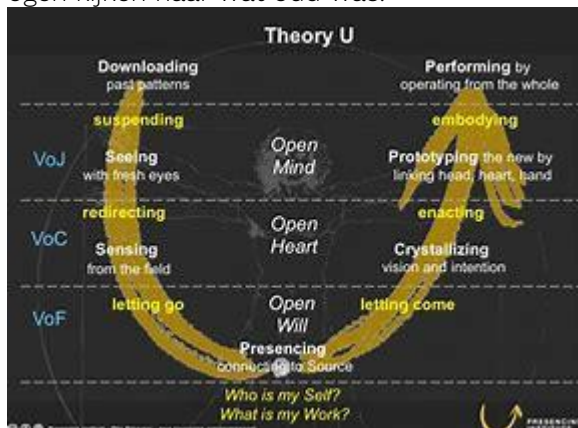 ogen kijken naar wat oud was.
Theory U
Downloading
past patterns
Performing by
operating from the whole
suspending
embodying
VoJ
Seeing
with fresh eyes
Open
Mind
Prototyping the new by
linking head, heart, hand
redirecting
enacting
VoC
Sensing
from the field
Open
Heart
Crystallizing
vision and intention
letting go
letting come
VoF
Open
Will
Presencing
connecting to Source
Who is my Self?
What is my Work?
PRESENCING